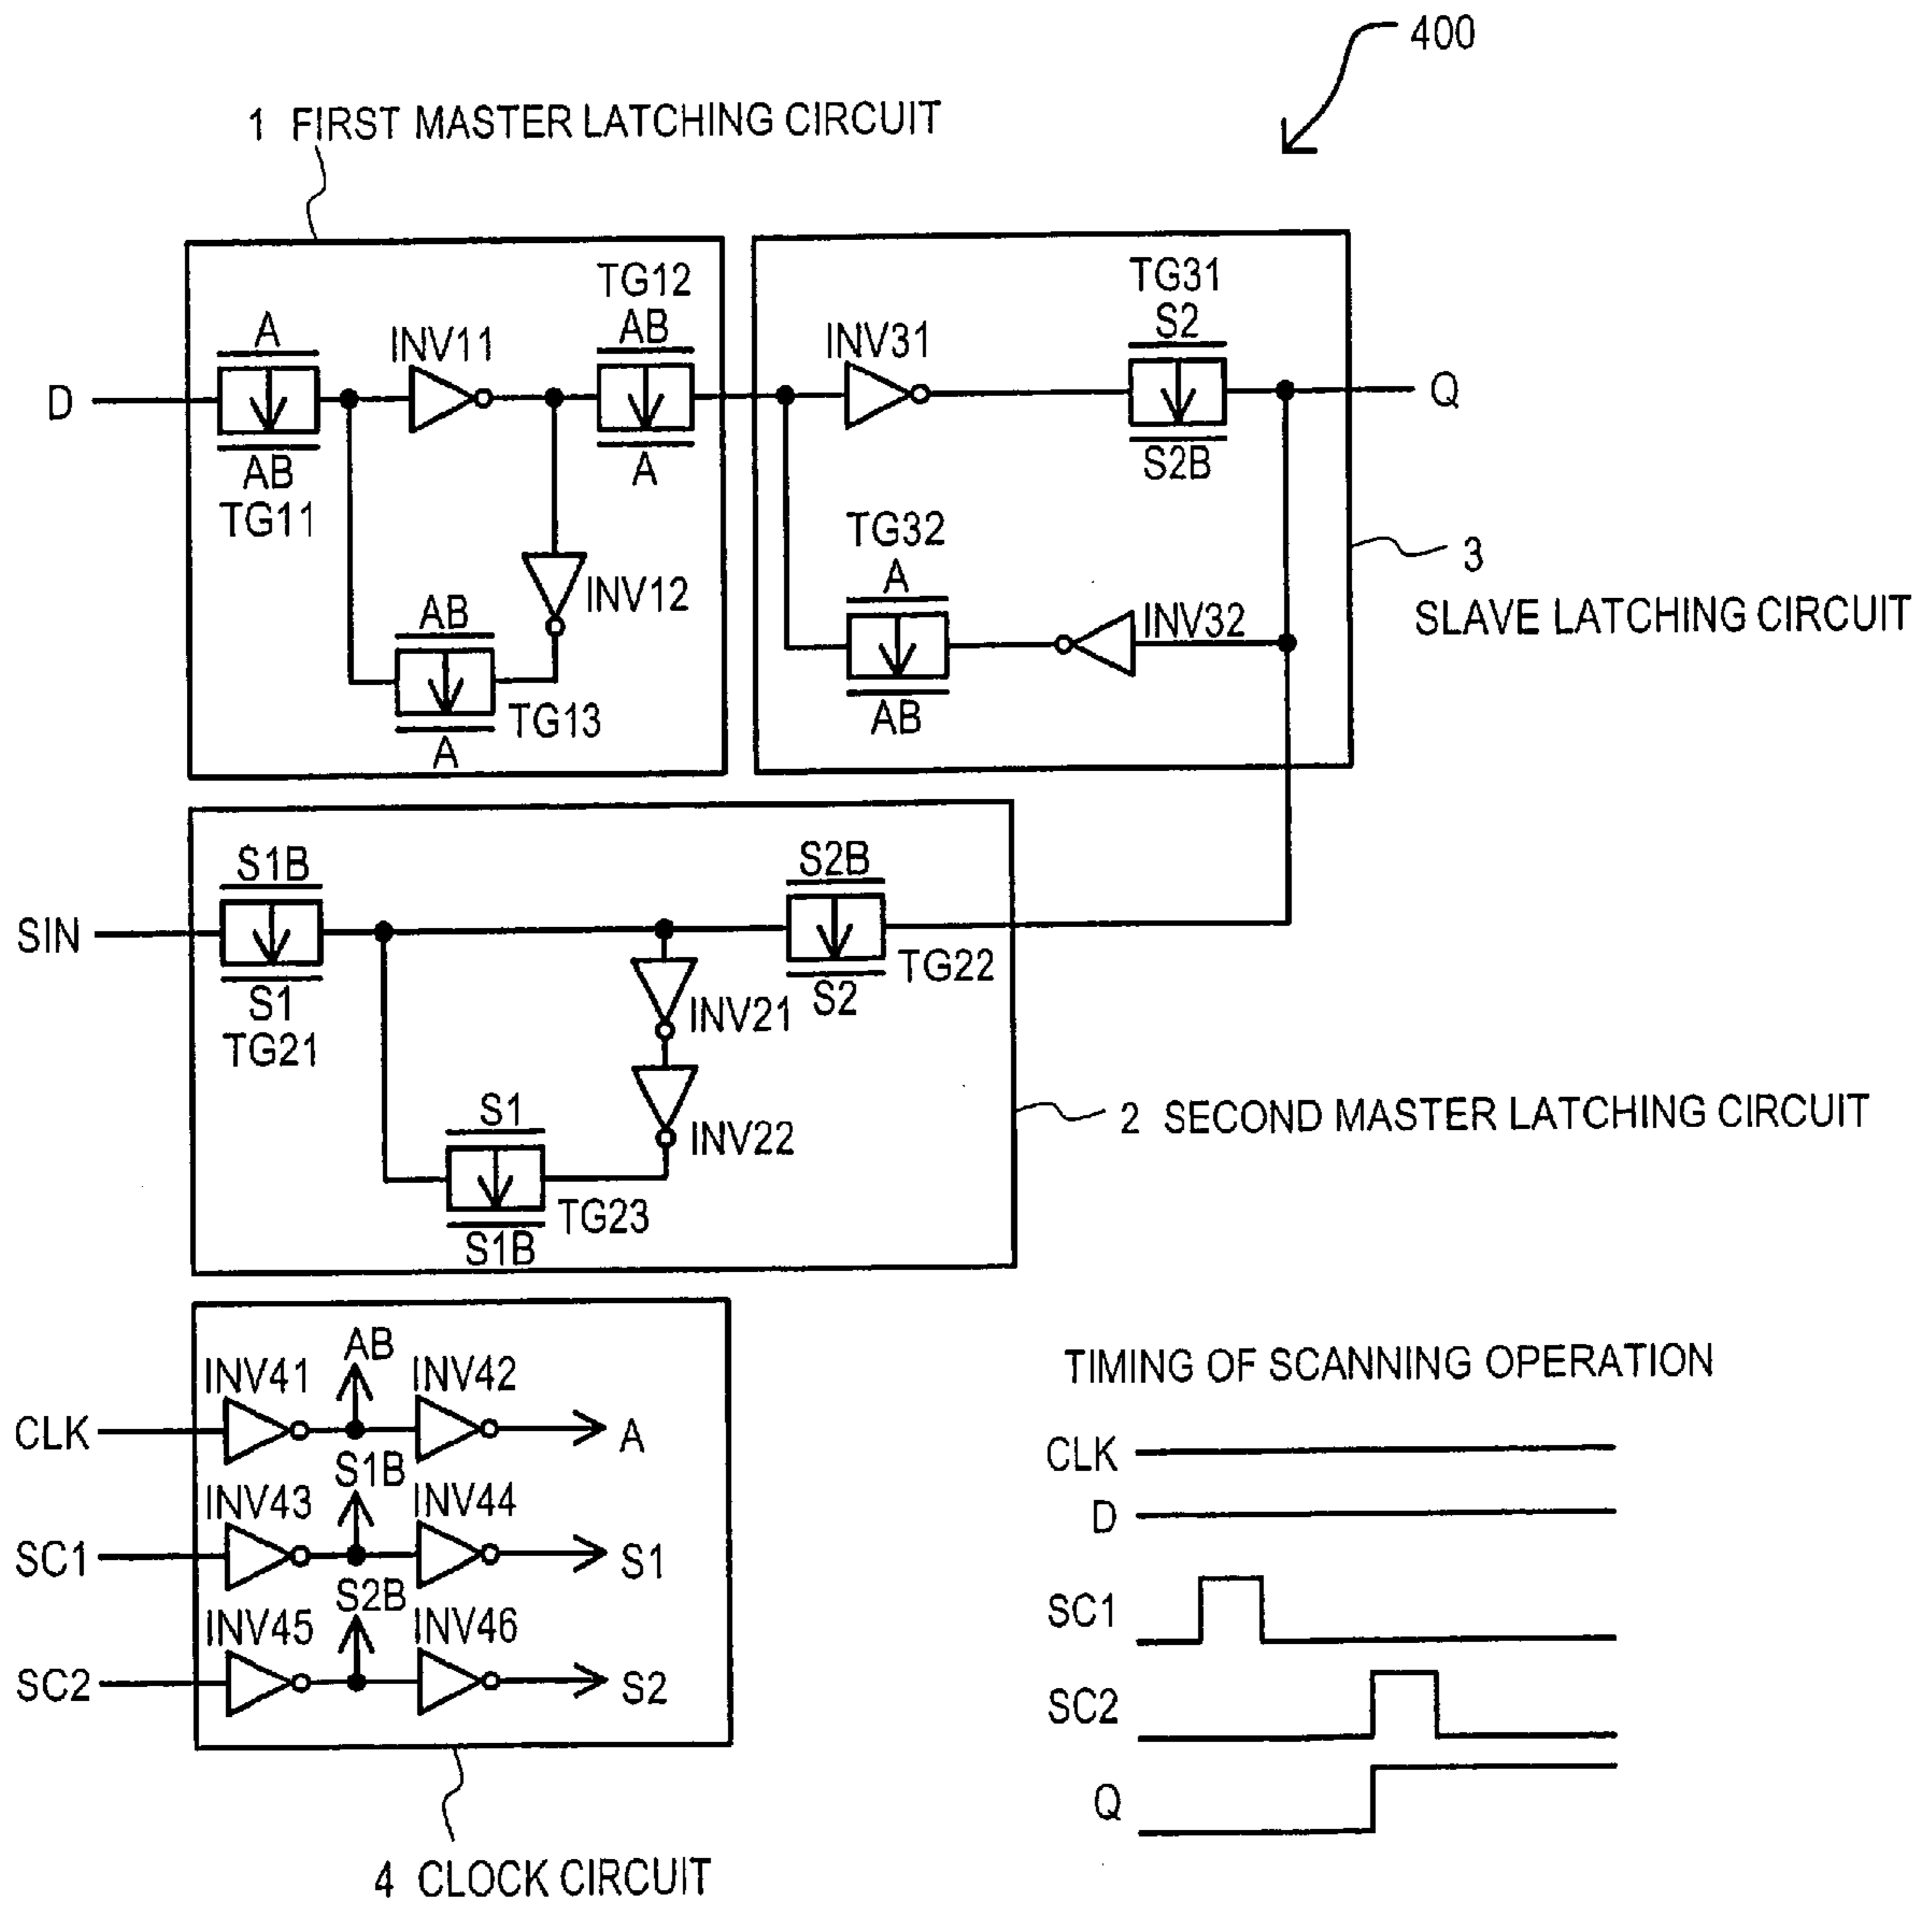 400
1 FIRST MASTER LATCHING CIRCUIT
TG12
TG31
A
INV11
AB
INV31
S2
D
Q
AB
A
S2B
TG11
TG32
3
A
INV12
INV32
SLAVE LATCHING CIRCUIT
AB
TG13
AB
A
S1B
S2B
SIN
TG22
S1
S2
INV21
TG21
S1
2 SECOND MASTER LATCHING CIRCUIT
INV22
TG23
S1B
AB
INV41
INV42
CLK
A
S1B
INV43
INV44
SC1
S1
S2B
INV45
INV46
SC2
S2
4 CLOCK CIRCUIT
TIMING OF SCANNING OPERATION
CLK
D
SC1
SC2
Q